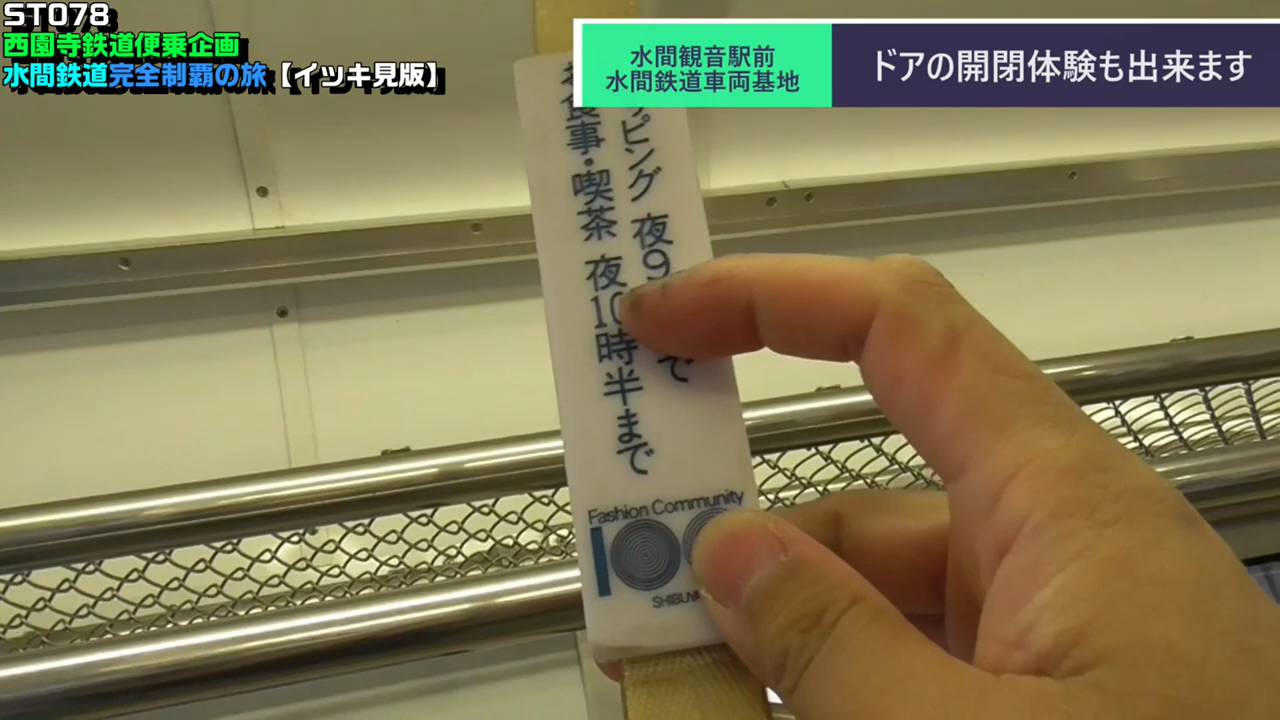 ST078
西園寺鉄道便乗企画
水間鉄道完全制覇の旅【イッキ見版】
水間観音駅前
水間鉄道車両基地
ドアの開閉体験も出来ます
ピング 夜9
で
食事・喫茶 夜10時半まで
Fashion Community
SHIBUYA